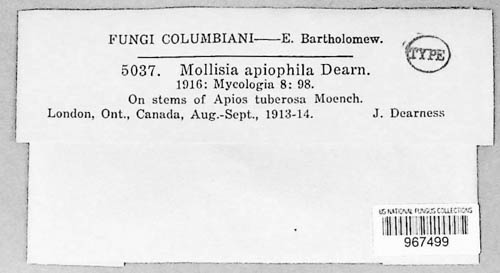 FUNGI COLUMBIANI—E. Bartholomew.
TYPE
5037. Mollisia apiophila Dearn.
1916: Mycologia 8: 98.
On stems of Apios tuberosa Moench.
London, Ont., Canada, Aug.-Sept., 1913-14. J. Dearness
US NATIONAL FUNGUS COLLECTIONS
967499